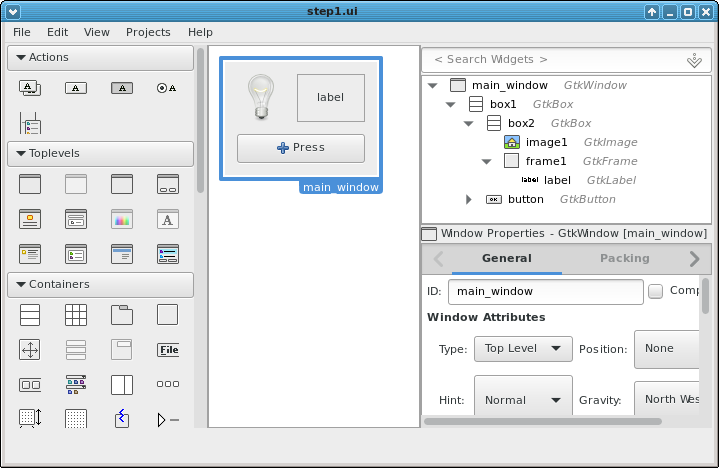 step1.ui
File Edit View Projects Help
Actions
Toplevels
Containers
File
label
Press
main_window
< Search Widgets >
main_window GtkWindow
box1 GtkBox
box2 GtkBox
image1 GtkImage
frame1 GtkFrame
label label GtkLabel
OK button GtkButton
Window Properties - GtkWindow [main_window]
General Packing
ID: main_window Comp
Window Attributes
Type: Top Level Position: None
Hint: Normal Gravity: North Wes